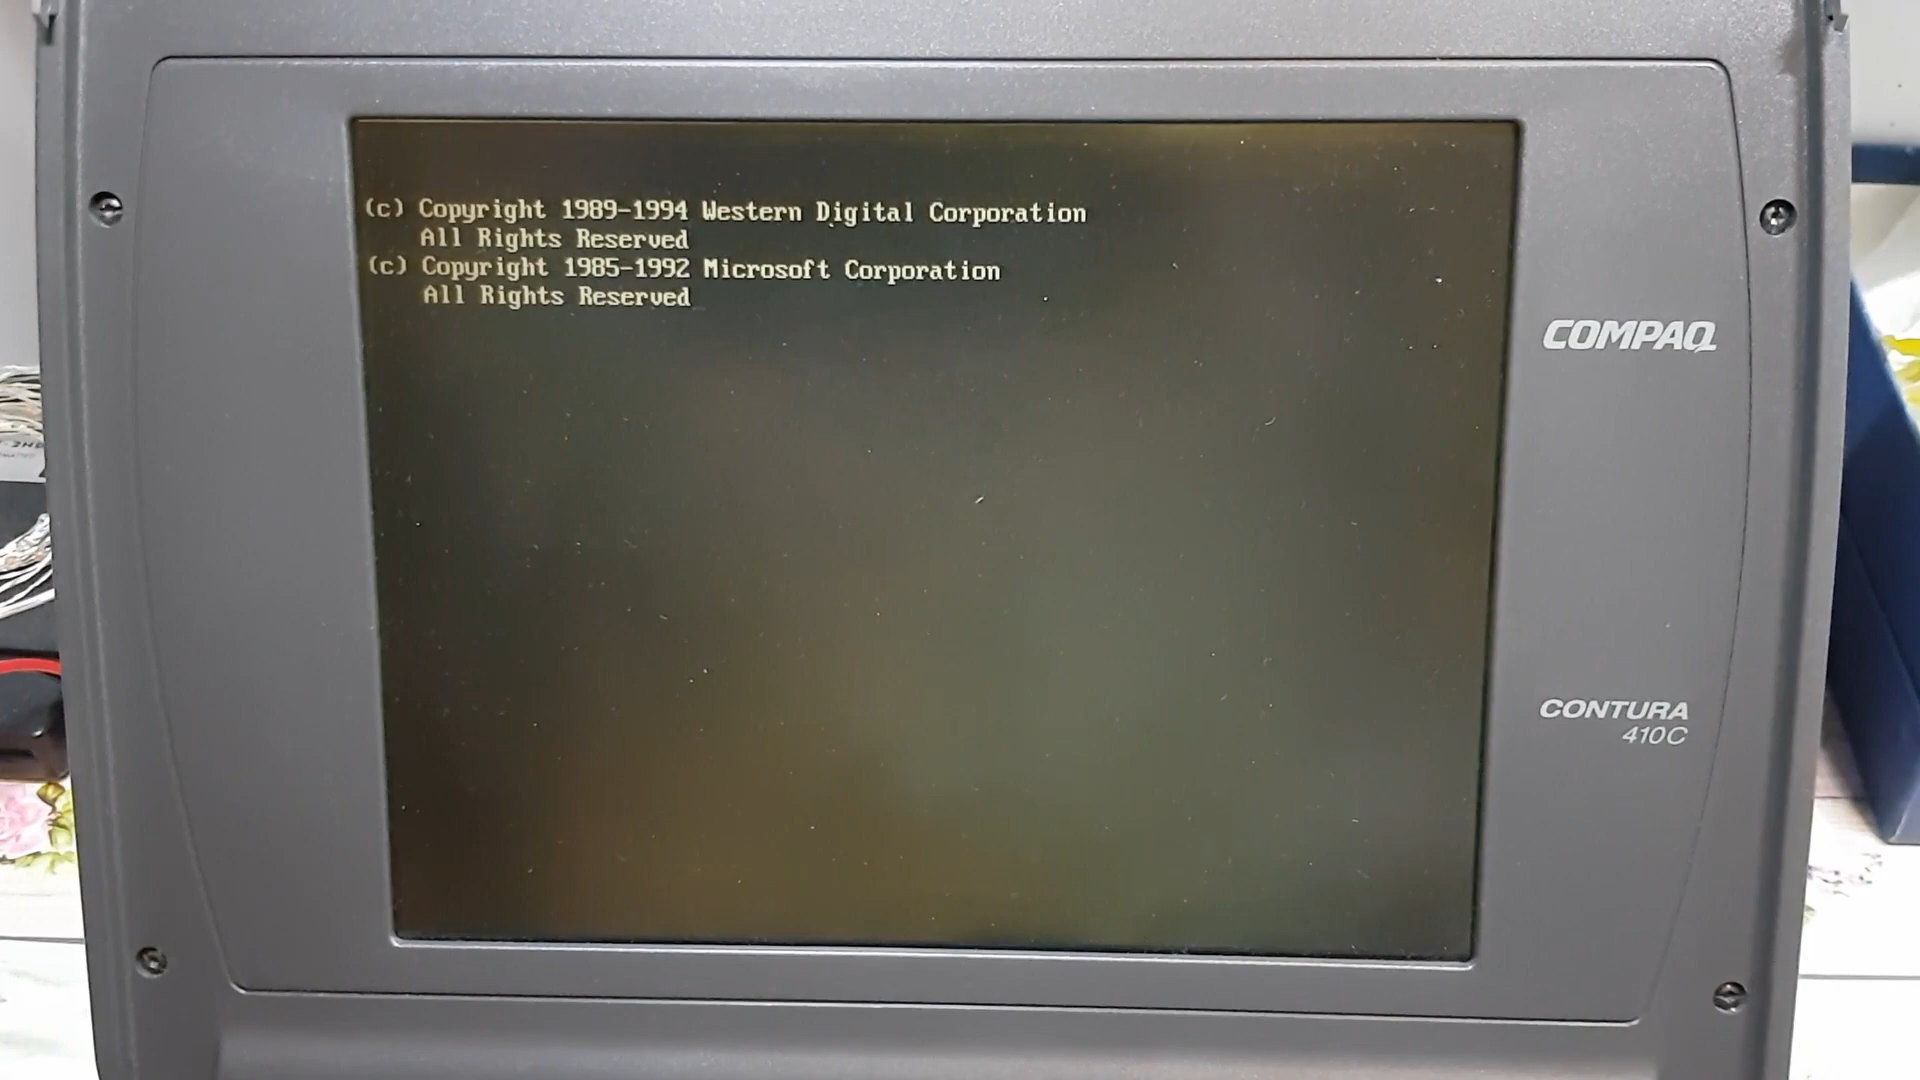 (c) Copyright 1989-1994 Western Digital Corporation
All Rights Reserved
(c) Copyright 1985-1992 Microsoft Corporation
All Rights Reserved
COMPAQ
CONTURA
410C